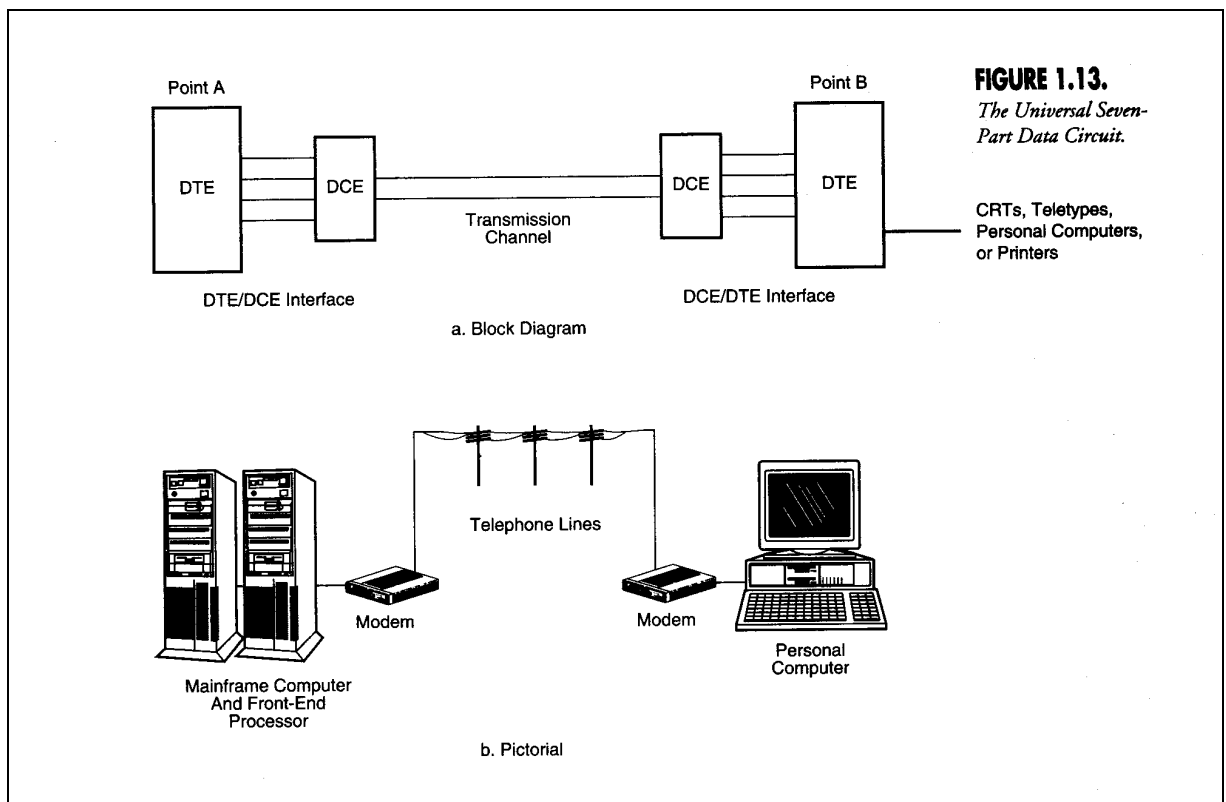 FIGURE 1.13.
The Universal Seven-
Part Data Circuit.
Point A
Point B
DTE
DCE
DCE
DTE
Transmission
Channel
CRTs, Teletypes,
Personal Computers,
or Printers
DTE/DCE Interface
DCE/DTE Interface
a. Block Diagram
Telephone Lines
Modem
Modem
Personal
Computer
Mainframe Computer
And Front-End
Processor
b. Pictorial